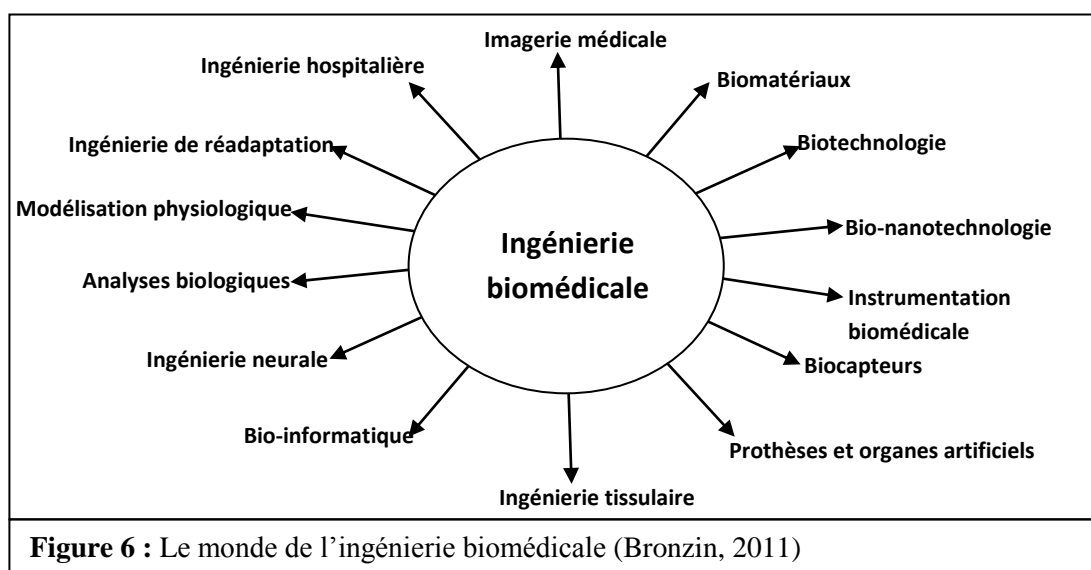 Imagerie médicale
Ingénierie hospitalière
Biomatériaux
Ingénierie de réadaptation
Biotechnologie
Modélisation physiologique
Bio-nanotechnologie
Ingénierie
biomédicale
Analyses biologiques
Instrumentation
biomédicale
Ingénierie neurale
Biocapteurs
Bio-informatique
Prothèses et organes artificiels
Ingénierie tissulaire
Figure 6 : Le monde de l’ingénierie biomédicale (Bronzin, 2011)